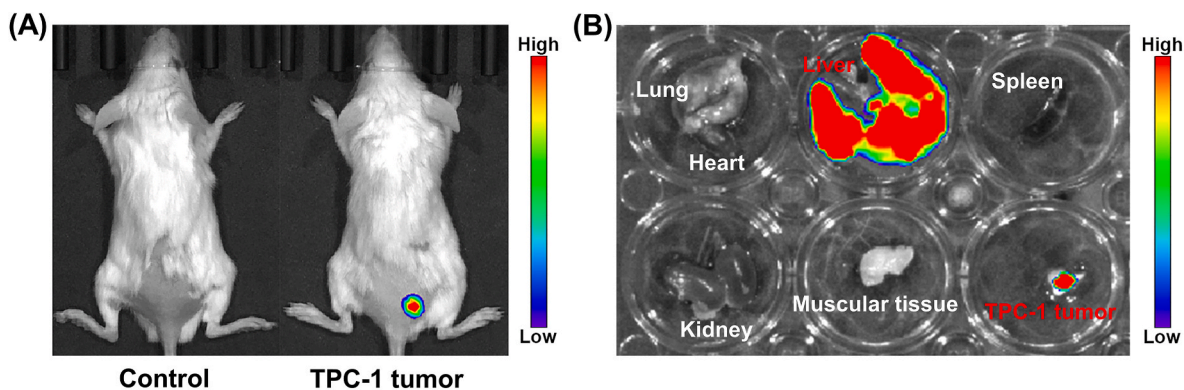 (A)
High
Low
Control
TPC-1 tumor
(B)
Lung
Liver
Spleen
Heart
Kidney
Muscular tissue
TPC-1 tumor
High
Low